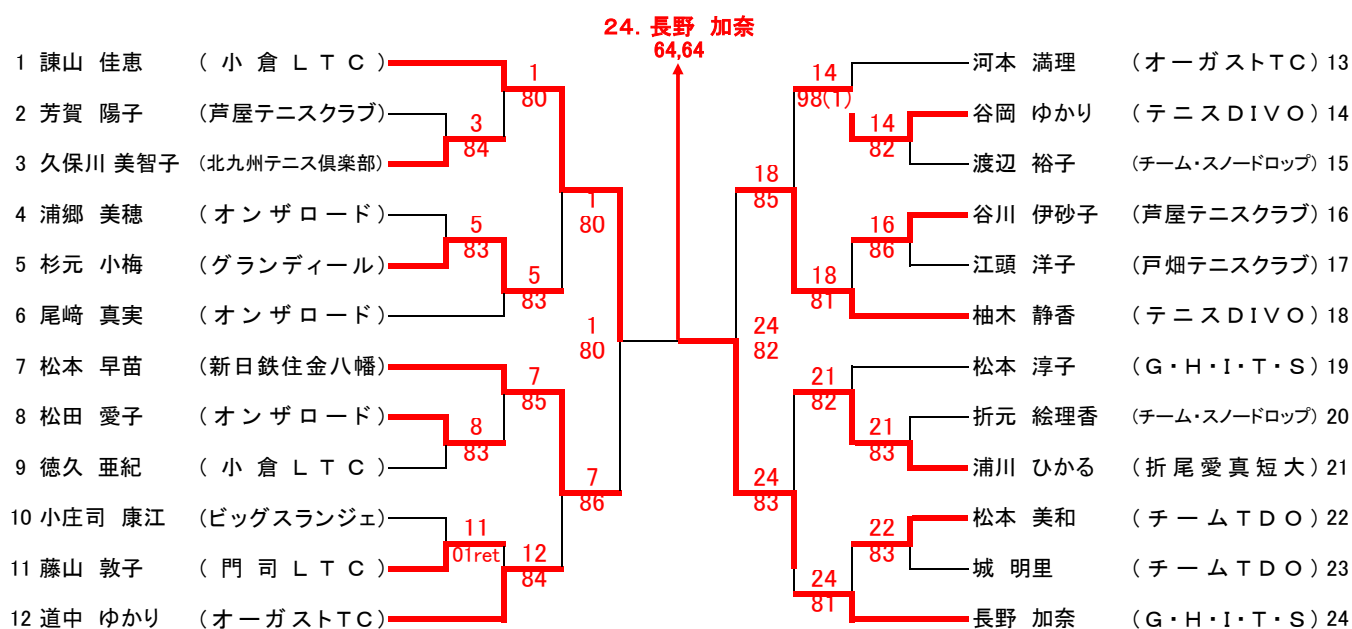 24. 長野 加奈
64,64
1 諌山 佳恵 (小倉LTC)
2 芳賀 陽子 (芦屋テニスクラブ)
3 久保川 美智子 (北九州テニス倶楽部)
4 浦郷 美穂 (オンザロード)
5 杉元 小梅 (グランディール)
6 尾﨑 真実 (オンザロード)
7 松本 早苗 (新日鉄住金八幡)
8 松田 愛子 (オンザロード)
9 徳久 亜紀 (小倉LTC)
10 小庄司 康江 (ビッグスランジェ)
11 藤山 敦子 (門司LTC)
12 道中 ゆかり (オーガストTC)
3
84
5
83
8
83
11
01ret
1
80
5
83
7
85
12
84
1
80
7
86
1
80
24
82
18
85
24
83
14
98(1)
18
81
21
82
24
81
14
82
16
86
21
83
22
83
河本 満理 (オーガストTC) 13
谷岡 ゆかり (テニスDIVO) 14
渡辺 裕子 (チーム・スノードロップ) 15
谷川 伊砂子 (芦屋テニスクラブ) 16
江頭 洋子 (戸畑テニスクラブ) 17
柚木 静香 (テニスDIVO) 18
松本 淳子 (G・H・I・T・S) 19
折元 絵理香 (チーム・スノードロップ) 20
浦川 ひかる (折尾愛真短大) 21
松本 美和 (チームTDO) 22
城 明里 (チームTDO) 23
長野 加奈 (G・H・I・T・S) 24